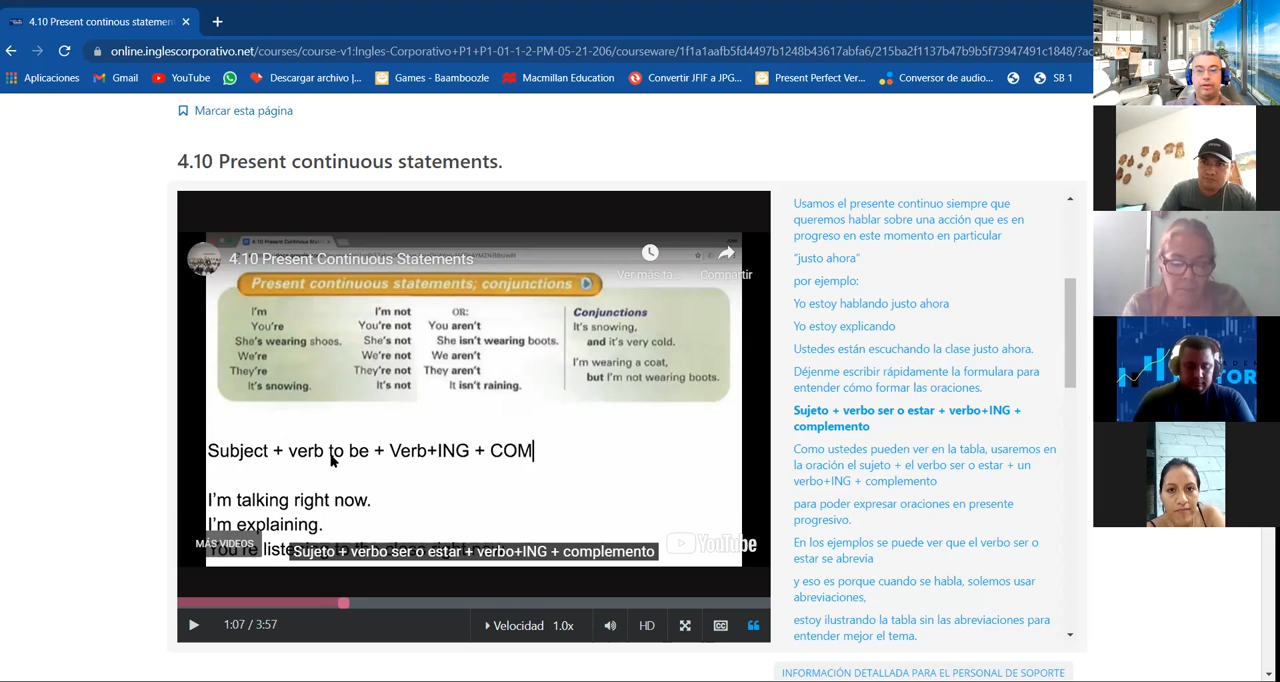 4.10 Present continuous statement
online.inglescorporativo.net/courses/course-v1:Ingles-Corporativo+P1+P1-01-1-2-PM-05-21-206/courseware/1f1a1aafb5fd4497b1248b43617abfa6/215ba2f1137b47b9b5f73947491c1848/?ac
Aplicaciones Gmail YouTube Descargar archivo |... Games - Baamboozle Macmillan Education Convertir JFIF a JPG... Present Perfect Ver... Conversor de audio... SB 1
Marcar esta página
4.10 Present continuous statements.
4.10 Present Continuous Statements
Ver más ta... Compartir
Present continuous statements; conjunctions
I'm I'm not OR: Conjunctions
You're You're not You aren't It's snowing,
She's wearing shoes. She's not She isn't wearing boots. and it's very cold.
We're We're not We aren't I'm wearing a coat,
They're They're not They aren't but I'm not wearing boots.
It's snowing. It's not It isn't raining.
Subject + verb to be + Verb+ING + COM
I'm talking right now.
I'm explaining.
You're listening
MÁS VIDEOS
Sujeto + verbo ser o estar + verbo+ING + complemento
YouTube
1:07 / 3:57 Velocidad 1.0x HD
Usamos el presente continuo siempre que
queremos hablar sobre una acción que es en
progreso en este momento en particular
"justo ahora"
por ejemplo:
Yo estoy hablando justo ahora
Yo estoy explicando
Ustedes están escuchando la clase justo ahora.
Déjenme escribir rápidamente la formulara para
entender cómo formar las oraciones.
Sujeto + verbo ser o estar + verbo+ING +
complemento
Como ustedes pueden ver en la tabla, usaremos en
la oración el sujeto + el verbo ser o estar + un
verbo+ING + complemento
para poder expresar oraciones en presente
progresivo.
En los ejemplos se puede ver que el verbo ser o
estar se abrevia
y eso es porque cuando se habla, solemos usar
abreviaciones,
estoy ilustrando la tabla sin las abreviaciones para
entender mejor el tema.
INFORMACIÓN DETALLADA PARA EL PERSONAL DE SOPORTE